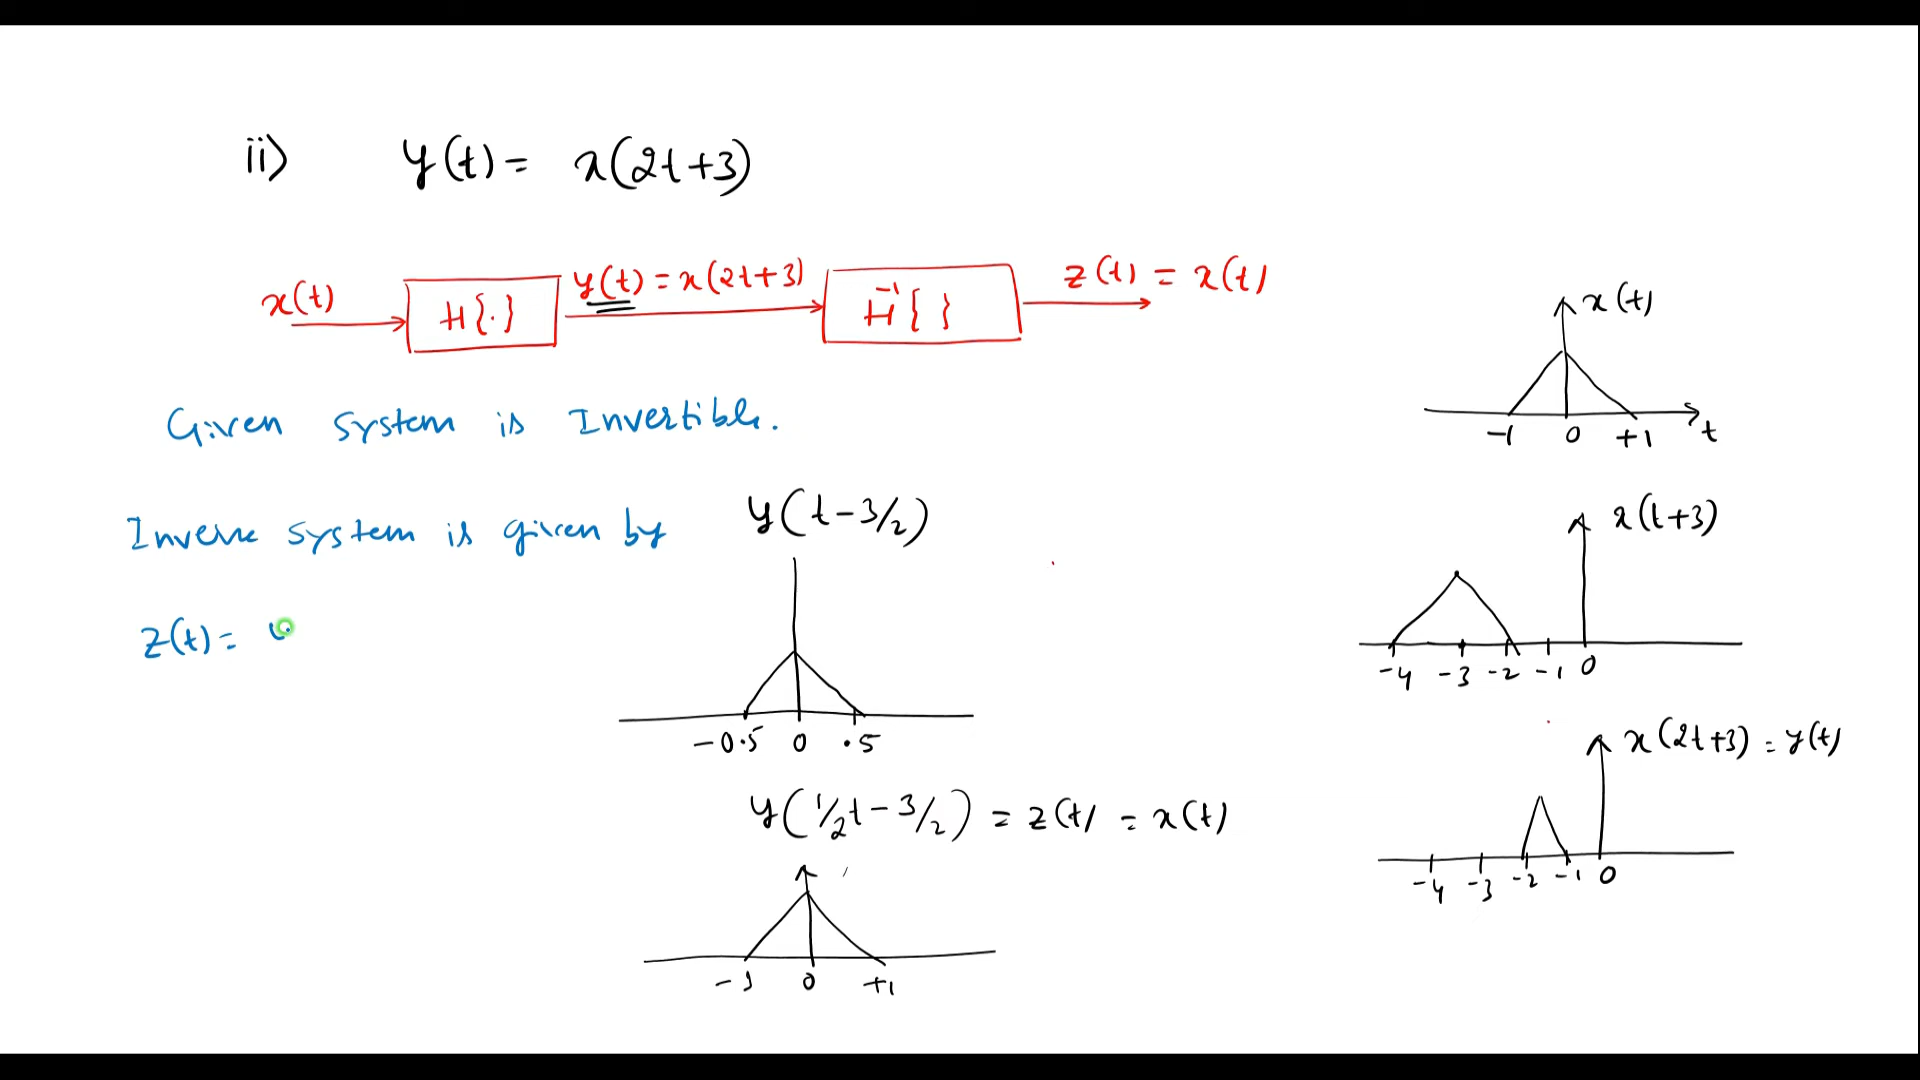 ii) y(t) = x(2t+3)
x(t) H{·} y(t) = x(2t+3) H⁻¹{ } z(t) = x(t)
Given system is Invertible.
Inverse system is given by
z(t) =
y(t-3/2)
-0.5 0 .5
y(1/2t-3/2) = z(t) = x(t)
-1 0 +1
x(t)
-1 0 +1 t
x(t+3)
-4 -3 -2 -1 0
x(2t+3) = y(t)
-4 -3 -2 -1 0